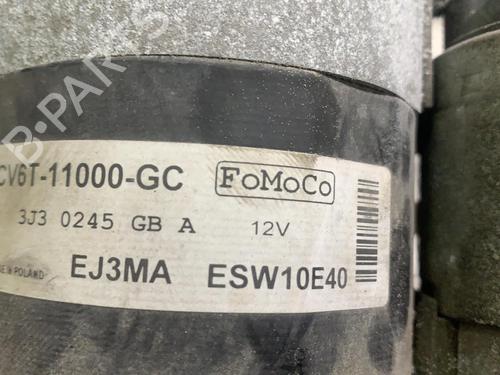 B-PARTS
CV6T-11000-GC FoMoCo
3J3 0245 GB A 12V
IN POLAND EJ3MA ESW10E40